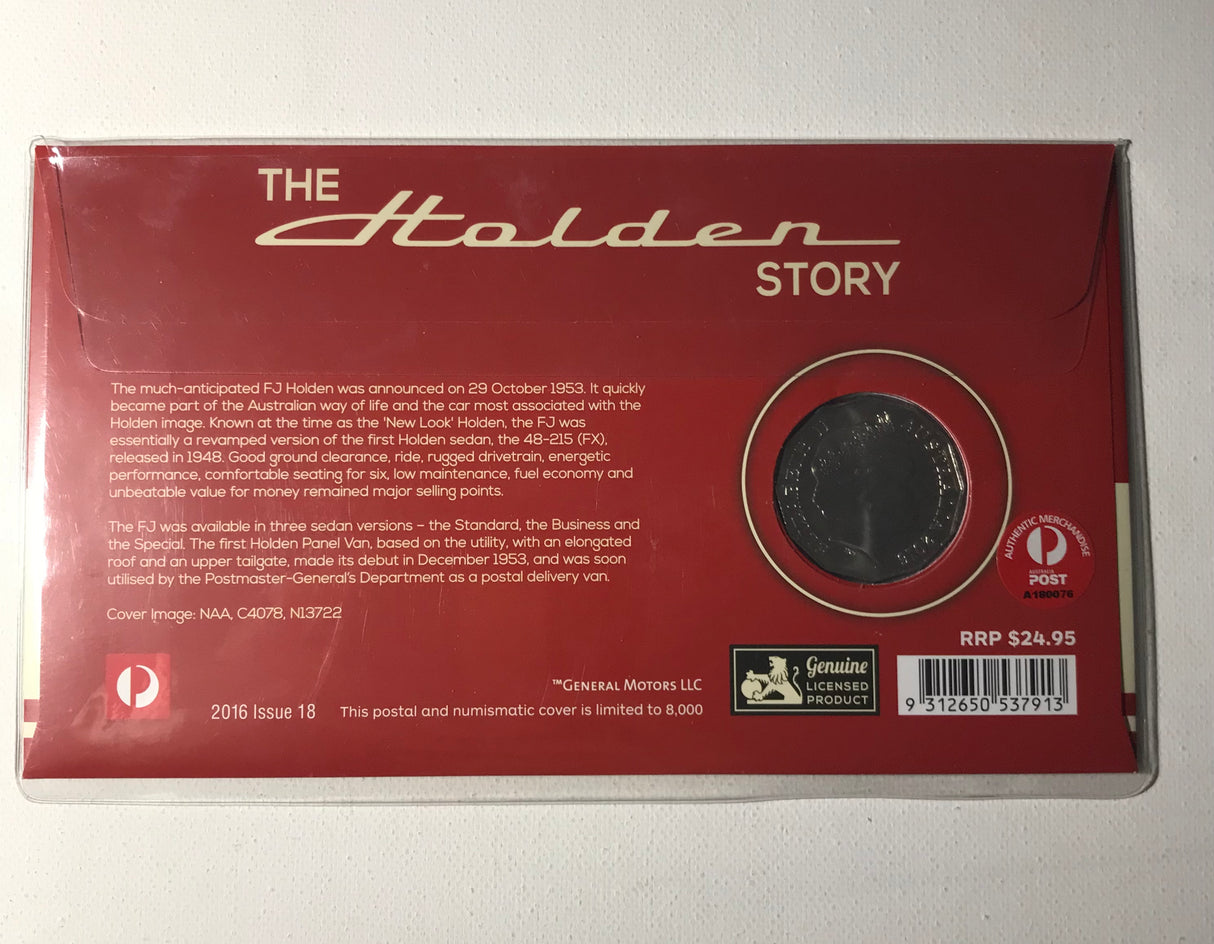 THE
Holden
STORY
The much-anticipated FJ Holden was announced on 29 October 1953. It quickly
became part of the Australian way of life and the car most associated with the
Holden image. Known at the time as the 'New Look' Holden, the FJ was
essentially a revamped version of the first Holden sedan, the 48-215 (FX),
released in 1948. Good ground clearance, ride, rugged drivetrain, energetic
performance, comfortable seating for six, low maintenance, fuel economy and
unbeatable value for money remained major selling points.
The FJ was available in three sedan versions – the Standard, the Business and
the Special. The first Holden Panel Van, based on the utility, with an elongated
roof and an upper tailgate, made its debut in December 1953, and was soon
utilised by the Postmaster-General's Department as a postal delivery van.
Cover Image: NAA, C4078, N13722
ELIZABETH II AUSTRALIA 2016
AUTHENTIC MERCHANDISE
AUSTRALIA
POST
A180076
RRP $24.95
Genuine
LICENSED
PRODUCT
9 312650 537913
™GENERAL MOTORS LLC
2016 Issue 18 This postal and numismatic cover is limited to 8,000